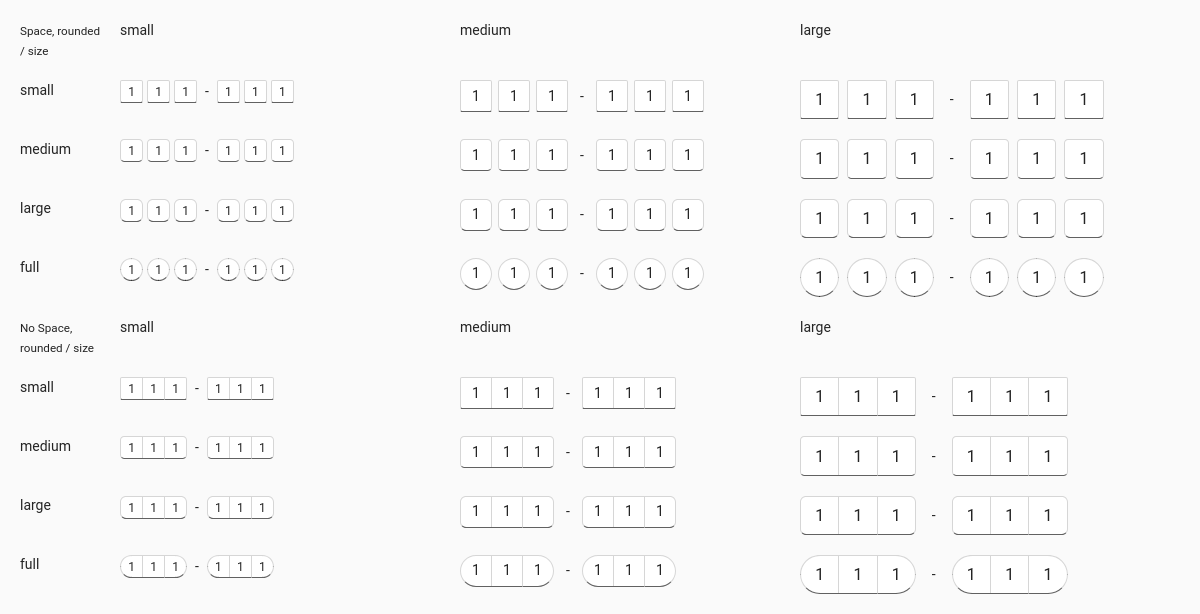 Space, rounded small medium large
/ size
small 1 1 1 - 1 1 1 1 1 1 - 1 1 1 1 1 1 - 1 1 1
medium 1 1 1 - 1 1 1 1 1 1 - 1 1 1 1 1 1 - 1 1 1
large 1 1 1 - 1 1 1 1 1 1 - 1 1 1 1 1 1 - 1 1 1
full 1 1 1 - 1 1 1 1 1 1 - 1 1 1 1 1 1 - 1 1 1
No Space, small medium large
rounded / size
small 1 1 1 - 1 1 1 1 1 1 - 1 1 1 1 1 1 - 1 1 1
medium 1 1 1 - 1 1 1 1 1 1 - 1 1 1 1 1 1 - 1 1 1
large 1 1 1 - 1 1 1 1 1 1 - 1 1 1 1 1 1 - 1 1 1
full 1 1 1 - 1 1 1 1 1 1 - 1 1 1 1 1 1 - 1 1 1